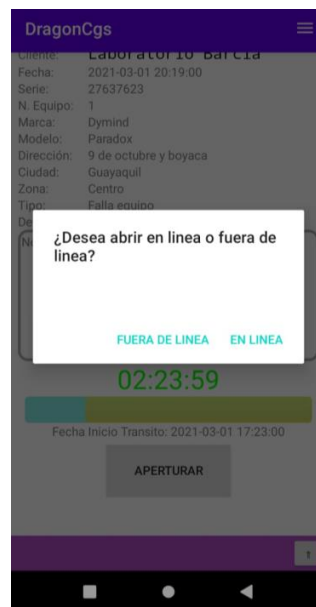 DragonCgs
Cliente: Laboratorio Barcia
Fecha: 2021-03-01 20:19:00
Serie: 27637623
N. Equipo: 1
Marca: Dymind
Modelo: Paradox
Dirección: 9 de octubre y boyaca
Ciudad: Guayaquil
Zona: Centro
Tipo: Falla equipo
De
¿Desea abrir en linea o fuera de
linea?
FUERA DE LINEA EN LINEA
02:23:59
Fecha Inicio Transito: 2021-03-01 17:23:00
APERTURAR
1